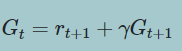 G_t = r_{t+1} + γG_{t+1}